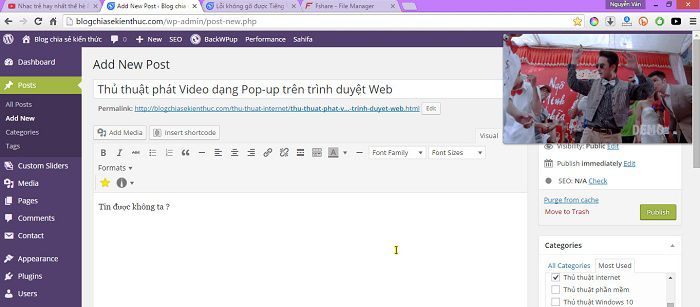 Nhạc trẻ hay nhất thế hệ
Add New Post ‹ Blog chia
Lỗi không gõ được Tiếng
Fshare – File Manager
Nguyễn Văn
blogchiasekienthuc.com/wp-admin/post-new.php
Blog chia sẻ kiến thức
0
New
SEO
BackWPup
Performance
Sahifa
Dashboard
Posts
All Posts
Add New
Categories
Tags
Custom Sliders
Media
Pages
Comments
Contact
Appearance
Plugins
Users
Add New Post
Thủ thuật phát Video dạng Pop-up trên trình duyệt Web
Permalink: http://blogchiasekienthuc.com/thu-thuat-internet/thu-thuat-phat-v...-trinh-duyet-web.html Edit
Add Media
Insert shortcode
Visual
B I ABC
Font Family
Font Sizes
Formats
Tin được không ta ?
DEMO
Visibility: Public Edit
Publish immediately Edit
SEO: N/A Check
Purge from cache
Move to Trash
Publish
Categories
All Categories
Most Used
Thủ thuật internet
Thủ thuật phần mềm
Thủ thuật Windows 10